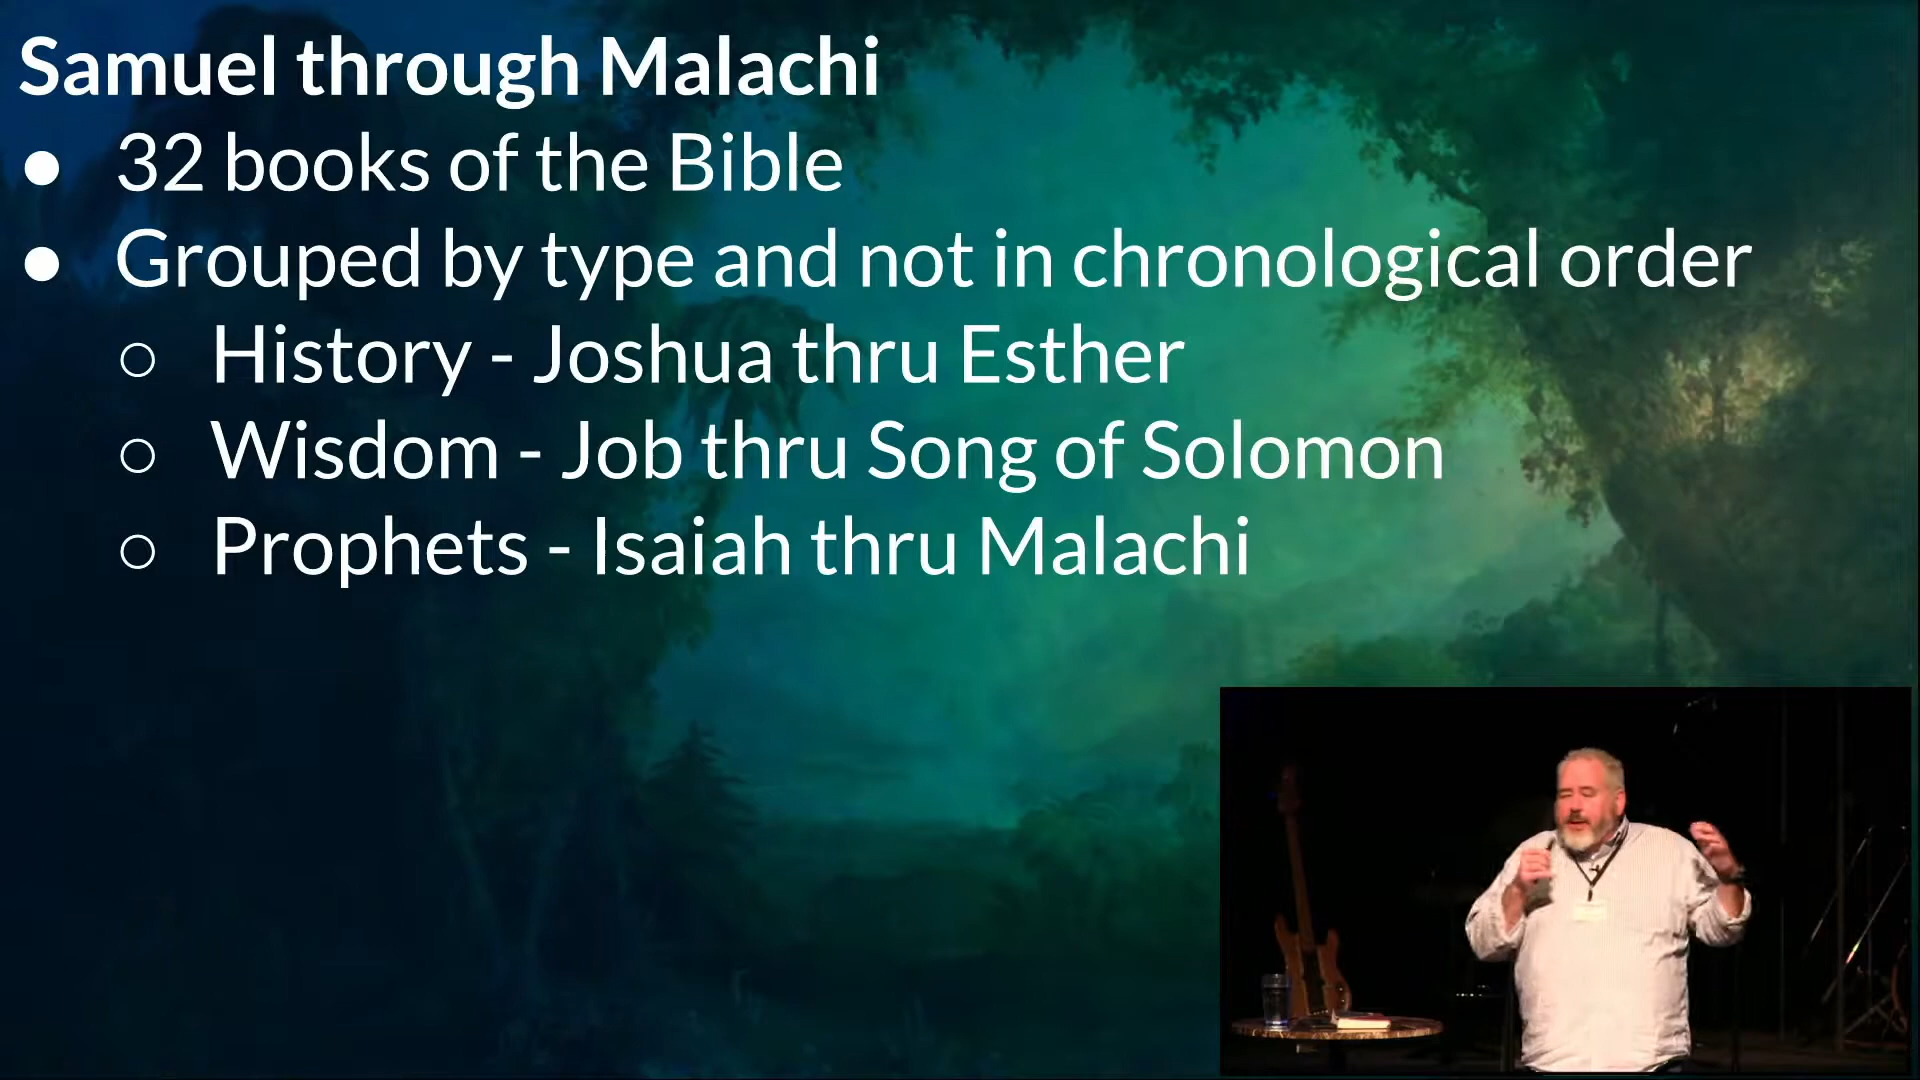 Samuel through Malachi
● 32 books of the Bible
● Grouped by type and not in chronological order
○ History - Joshua thru Esther
○ Wisdom - Job thru Song of Solomon
○ Prophets - Isaiah thru Malachi